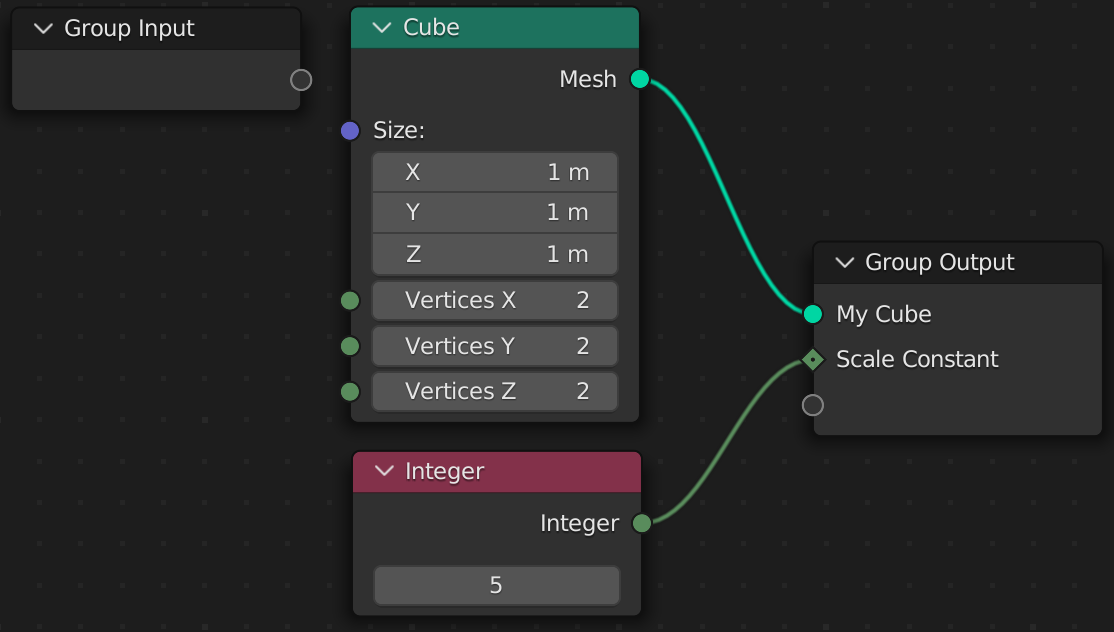 Group Input
Cube
Mesh
Size:
X 1 m
Y 1 m
Z 1 m
Vertices X 2
Vertices Y 2
Vertices Z 2
Integer
Integer
5
Group Output
My Cube
Scale Constant